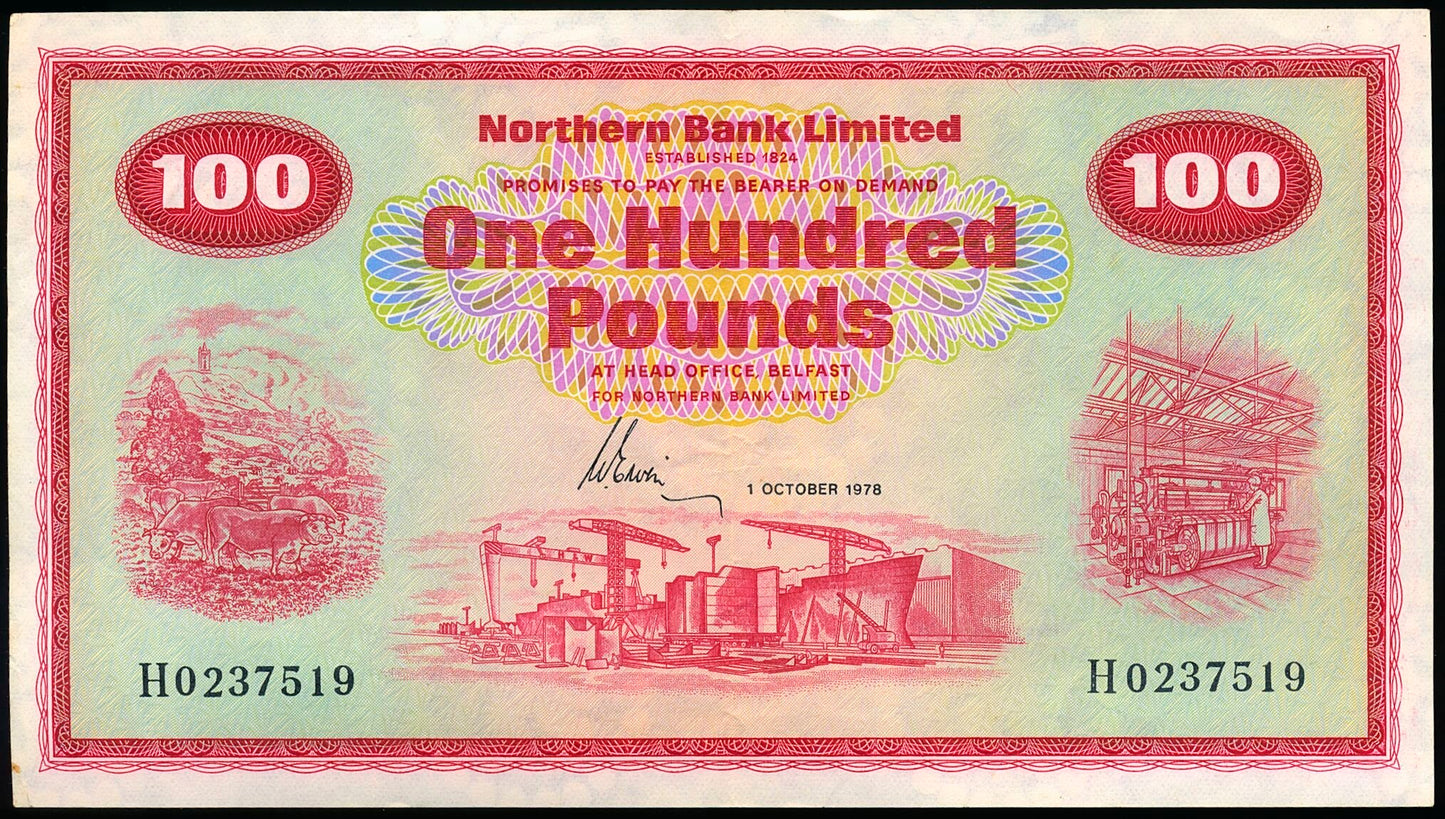 Northern Bank Limited
ESTABLISHED 1824
PROMISES TO PAY THE BEARER ON DEMAND
100
One Hundred
100
Pounds
AT HEAD OFFICE, BELFAST
FOR NORTHERN BANK LIMITED
1 OCTOBER 1978
H0237519
H0237519